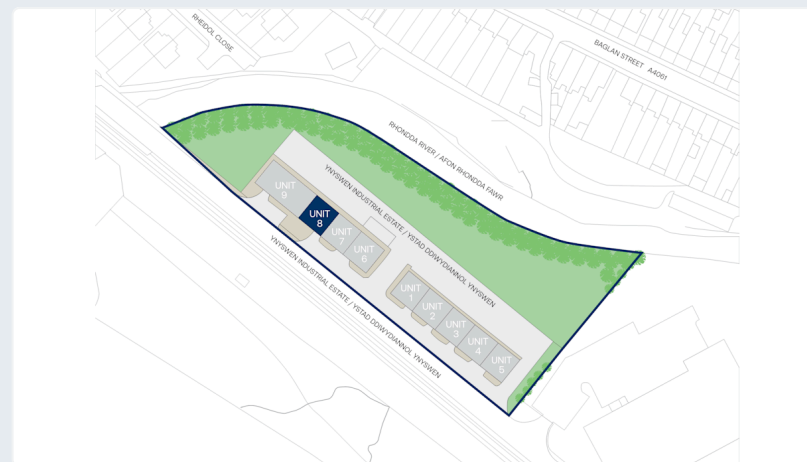 RHEIDOL CLOSE
BAGLAN STREET A4061
RHONDDA RIVER / AFON RHONDDA FAWR
YNYSWEN INDUSTRIAL ESTATE / YSTAD DDIWYDIANNOL YNYSWEN
UNIT
9
UNIT
8
UNIT
7
UNIT
6
UNIT
1
UNIT
2
UNIT
3
UNIT
4
UNIT
5
YNYSWEN INDUSTRIAL ESTATE / YSTAD DDIWYDIANNOL YNYSWEN